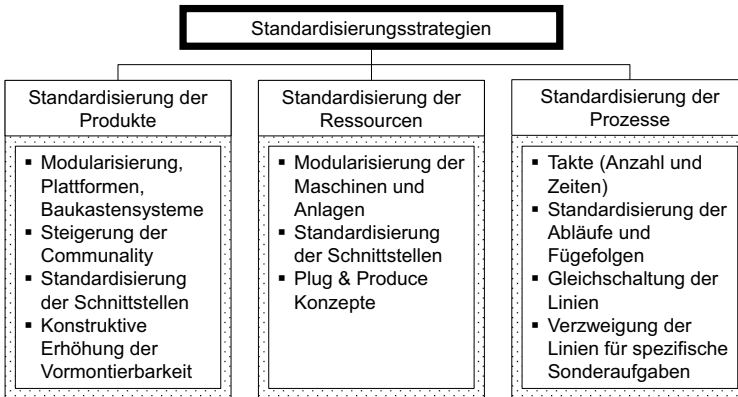 Standardisierungsstrategien
Standardisierung der
Produkte
▪ Modularisierung,
Plattformen,
Baukastensysteme
▪ Steigerung der
Communality
▪ Standardisierung
der Schnittstellen
▪ Konstruktive
Erhöhung der
Vormontierbarkeit
Standardisierung der
Ressourcen
▪ Modularisierung der
Maschinen und
Anlagen
▪ Standardisierung
der Schnittstellen
▪ Plug & Produce
Konzepte
Standardisierung der
Prozesse
▪ Takte (Anzahl und
Zeiten)
▪ Standardisierung der
Abläufe und
Fügefolgen
▪ Gleichschaltung der
Linien
▪ Verzweigung der
Linien für spezifische
Sonderaufgaben